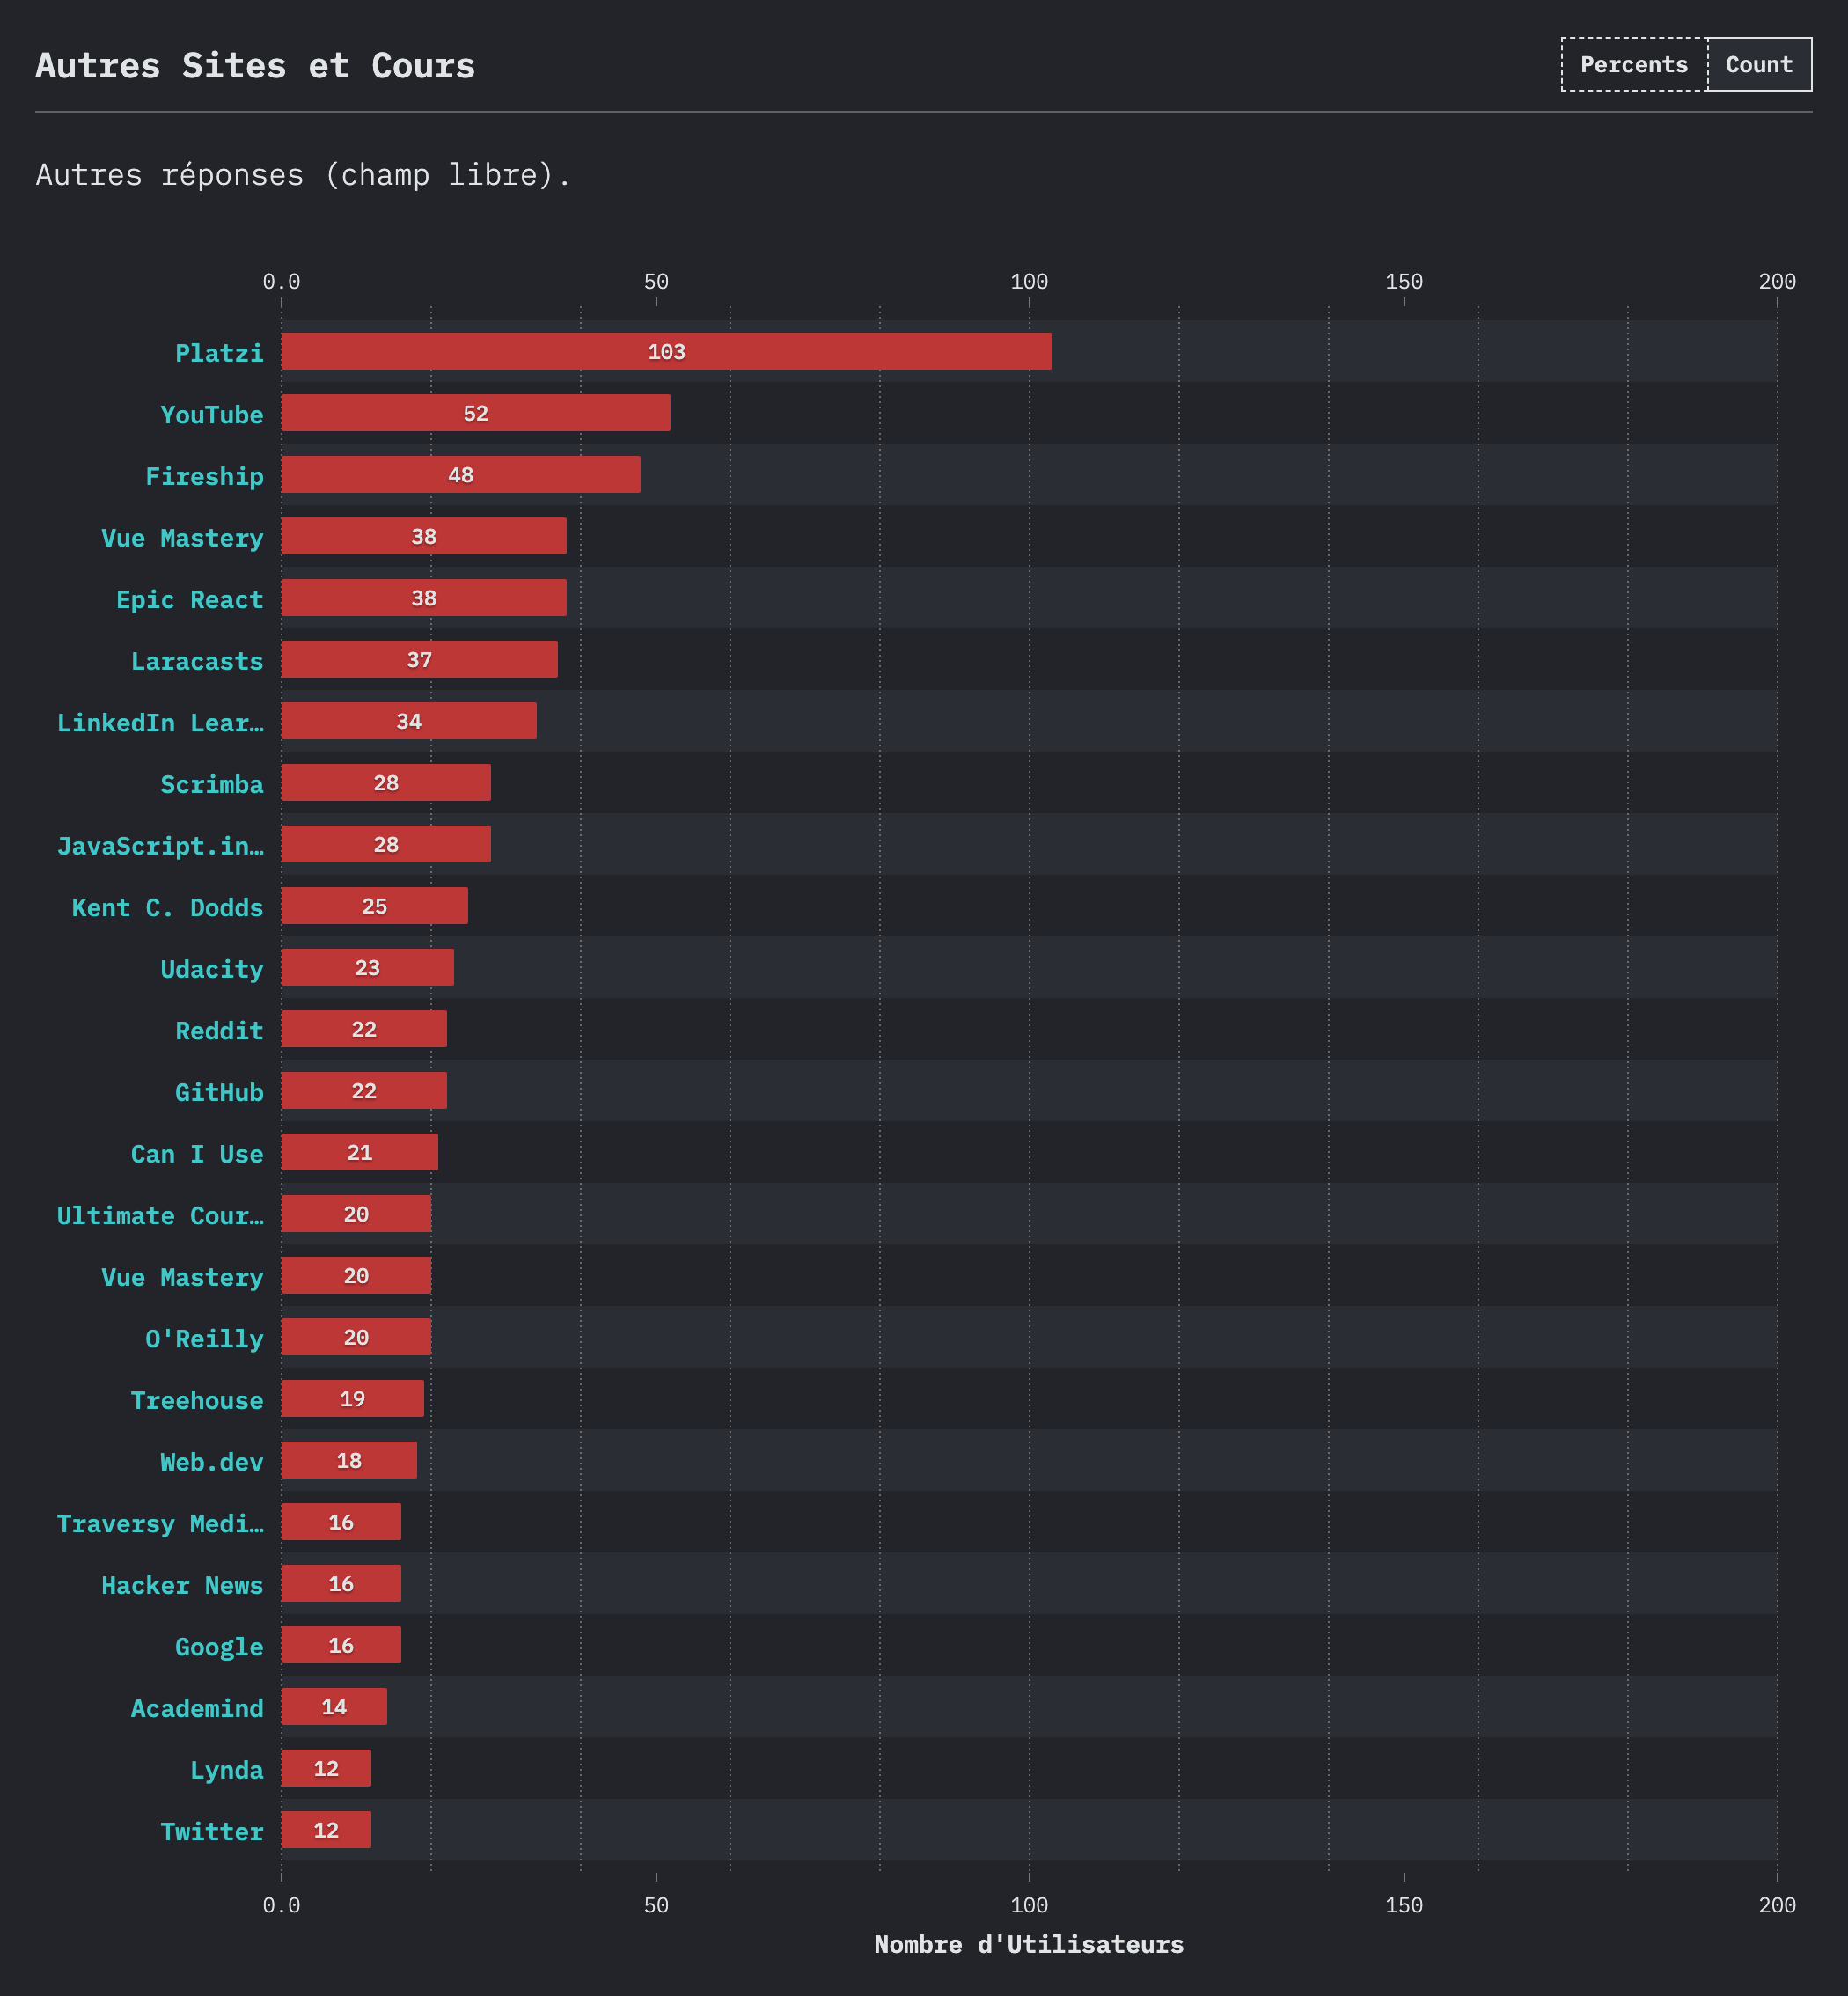 Autres Sites et Cours
Percents Count
Autres réponses (champ libre).
0.0 50 100 150 200
Platzi 103
YouTube 52
Fireship 48
Vue Mastery 38
Epic React 38
Laracasts 37
LinkedIn Lear… 34
Scrimba 28
JavaScript.in… 28
Kent C. Dodds 25
Udacity 23
Reddit 22
GitHub 22
Can I Use 21
Ultimate Cour… 20
Vue Mastery 20
O'Reilly 20
Treehouse 19
Web.dev 18
Traversy Medi… 16
Hacker News 16
Google 16
Academind 14
Lynda 12
Twitter 12
0.0 50 100 150 200
Nombre d'Utilisateurs